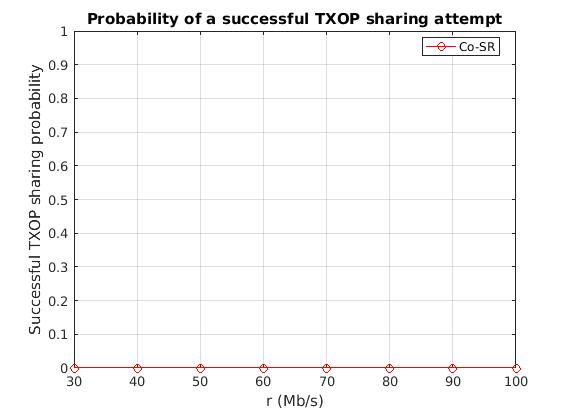 Probability of a successful TXOP sharing attempt
Co-SR
Successful TXOP sharing probability
1
0.9
0.8
0.7
0.6
0.5
0.4
0.3
0.2
0.1
0
30 40 50 60 70 80 90 100
r (Mb/s)